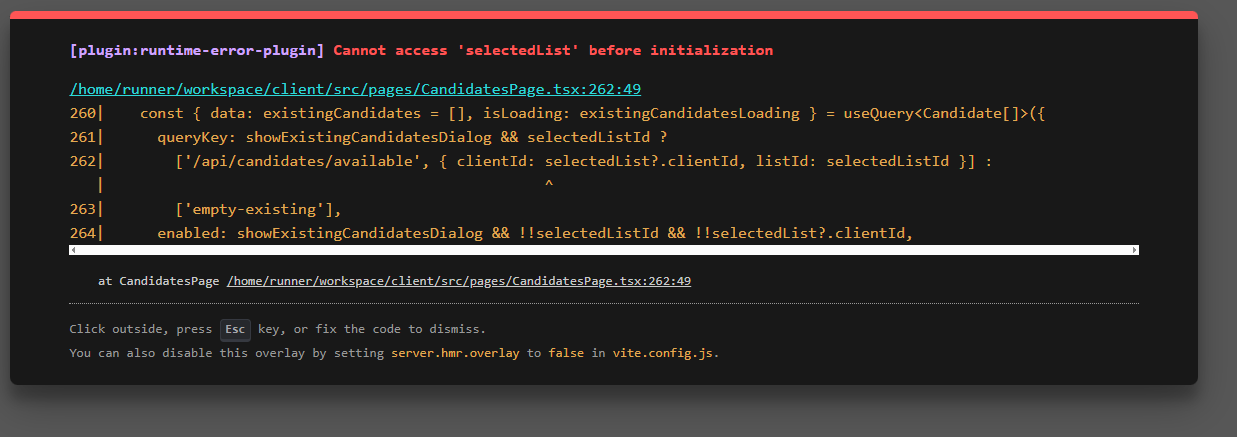 [plugin:runtime-error-plugin] Cannot access 'selectedList' before initialization
/home/runner/workspace/client/src/pages/CandidatesPage.tsx:262:49
260|    const { data: existingCandidates = [], isLoading: existingCandidatesLoading } = useQuery<Candidate[]>({
261|      queryKey: showExistingCandidatesDialog && selectedListId ?
262|        ['/api/candidates/available', { clientId: selectedList?.clientId, listId: selectedListId }] :
   |                                                  ^
263|        ['empty-existing'],
264|      enabled: showExistingCandidatesDialog && !!selectedListId && !!selectedList?.clientId,
at CandidatesPage /home/runner/workspace/client/src/pages/CandidatesPage.tsx:262:49
Click outside, press Esc key, or fix the code to dismiss.
You can also disable this overlay by setting server.hmr.overlay to false in vite.config.js.